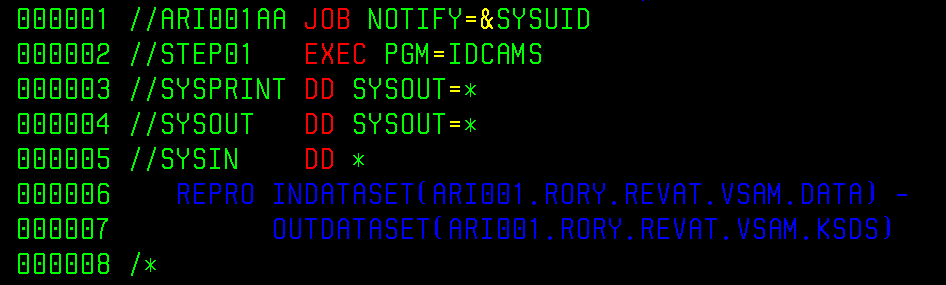 000001 //ARI001AA JOB NOTIFY=&SYSUID
000002 //STEP01   EXEC PGM=IDCAMS
000003 //SYSPRINT DD SYSOUT=*
000004 //SYSOUT   DD SYSOUT=*
000005 //SYSIN    DD *
000006    REPRO INDATASET(ARI001.RORY.REVAT.VSAM.DATA) -
000007          OUTDATASET(ARI001.RORY.REVAT.VSAM.KSDS)
000008 /*